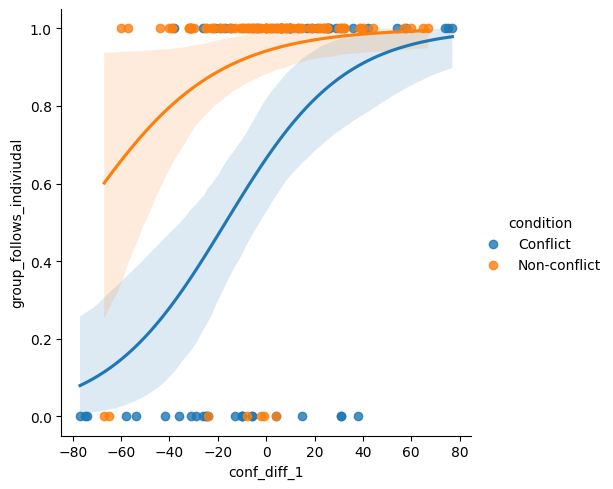 1.0
0.8
0.6
0.4
0.2
0.0
group_follows_indiviudal
−80 −60 −40 −20 0 20 40 60 80
conf_diff_1
condition
Conflict
Non-conflict